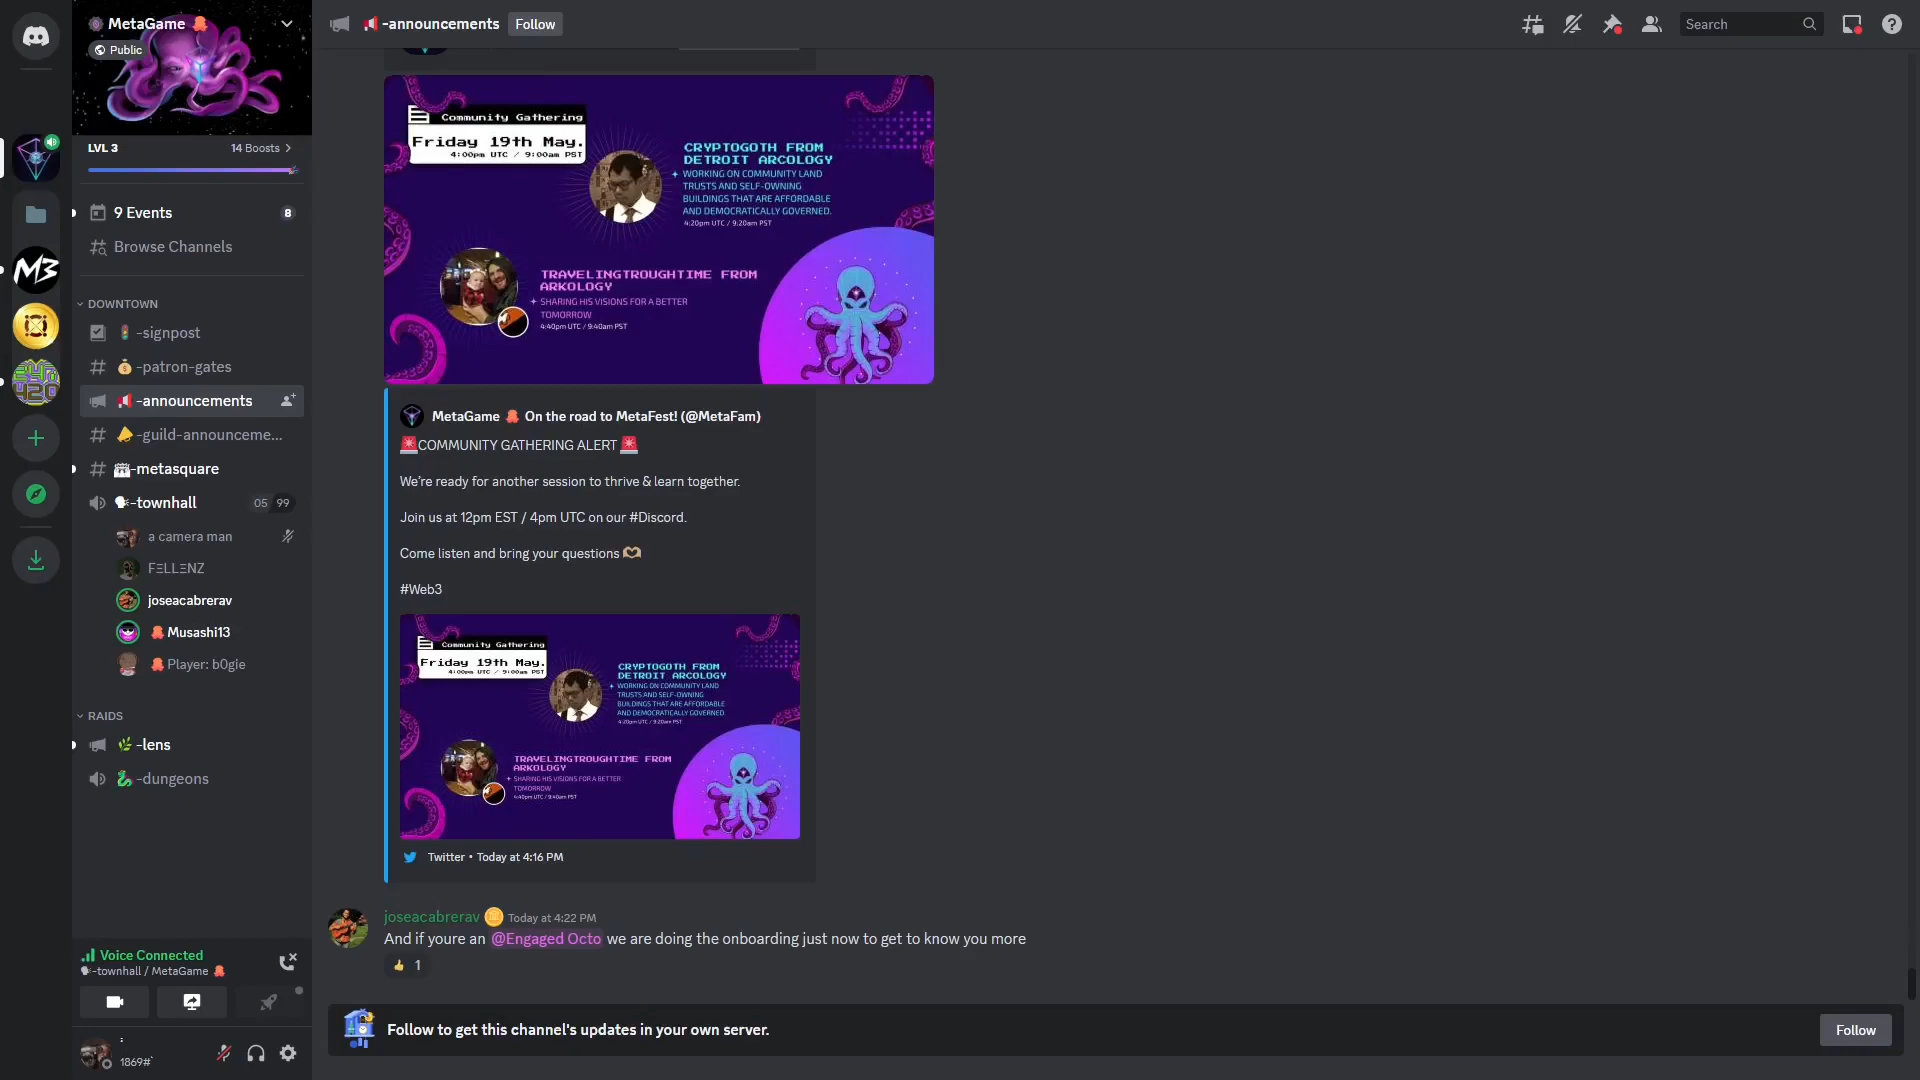 MetaGame
Public
LVL 3
14 Boosts
9 Events
8
Browse Channels
DOWNTOWN
-signpost
-patron-gates
-announcements
-guild-announceme...
-metasquare
-townhall
05 99
a camera man
FΞLLΞNZ
joseacabrerav
Musashi13
Player: b0gie
RAIDS
-lens
-dungeons
Voice Connected
-townhall / MetaGame
:
1869#`
-announcements
Follow
Search
Community Gathering
Friday 19th May.
4:00pm UTC / 9:00am PST
CRYPTOGOTH FROM
DETROIT ARCOLOGY
WORKING ON COMMUNITY LAND
TRUSTS AND SELF-OWNING
BUILDINGS THAT ARE AFFORDABLE
AND DEMOCRATICALLY GOVERNED.
4:20pm UTC / 9:20am PST
TRAVELINGTROUGHTIME FROM
ARKOLOGY
SHARING HIS VISIONS FOR A BETTER
TOMORROW
4:40pm UTC / 9:40am PST
MetaGame On the road to MetaFest! (@MetaFam)
COMMUNITY GATHERING ALERT
We're ready for another session to thrive & learn together.
Join us at 12pm EST / 4pm UTC on our #Discord.
Come listen and bring your questions
#Web3
Community Gathering
Friday 19th May.
4:00pm UTC / 9:00am PST
CRYPTOGOTH FROM
DETROIT ARCOLOGY
WORKING ON COMMUNITY LAND
TRUSTS AND SELF-OWNING
BUILDINGS THAT ARE AFFORDABLE
AND DEMOCRATICALLY GOVERNED.
4:20pm UTC / 9:20am PST
TRAVELINGTROUGHTIME FROM
ARKOLOGY
SHARING HIS VISIONS FOR A BETTER
TOMORROW
4:40pm UTC / 9:40am PST
Twitter • Today at 4:16 PM
joseacabrerav Today at 4:22 PM
And if youre an @Engaged Octo we are doing the onboarding just now to get to know you more
1
Follow to get this channel's updates in your own server.
Follow